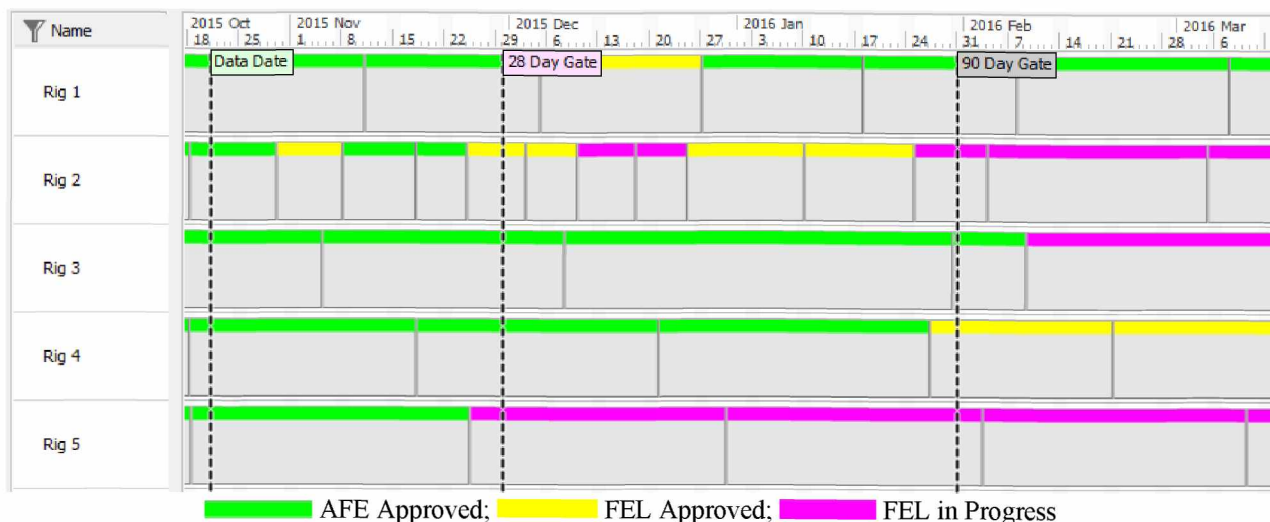 Name
2015 Oct 2015 Nov 2015 Dec 2016 Jan 2016 Feb 2016 Mar
18 25 1 8 15 22 29 6 13 20 27 3 10 17 24 31 7 14 21 28 6
Data Date 28 Day Gate 90 Day Gate
Rig 1
Rig 2
Rig 3
Rig 4
Rig 5
AFE Approved; FEL Approved; FEL in Progress